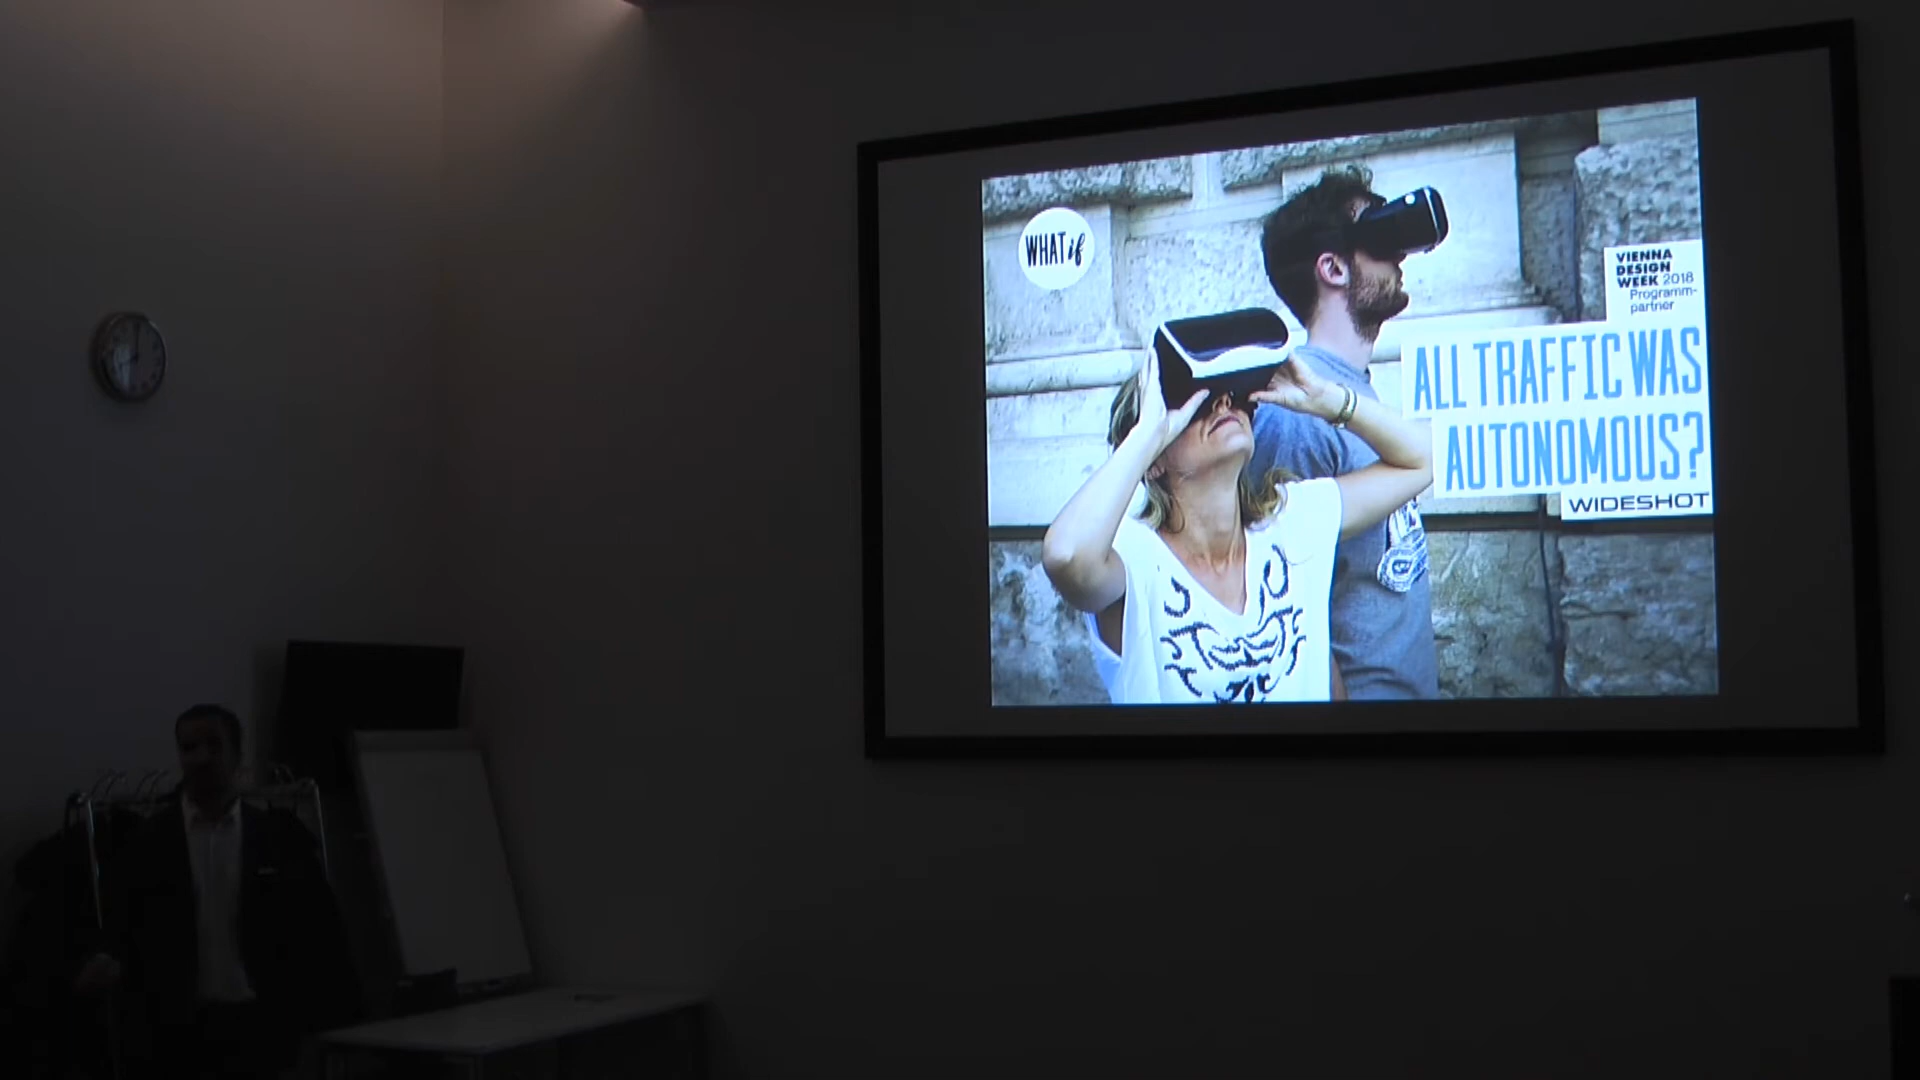 WHAT if
VIENNA
DESIGN
WEEK 2018
Programm-
partner
ALL TRAFFIC WAS
AUTONOMOUS?
WIDESHOT